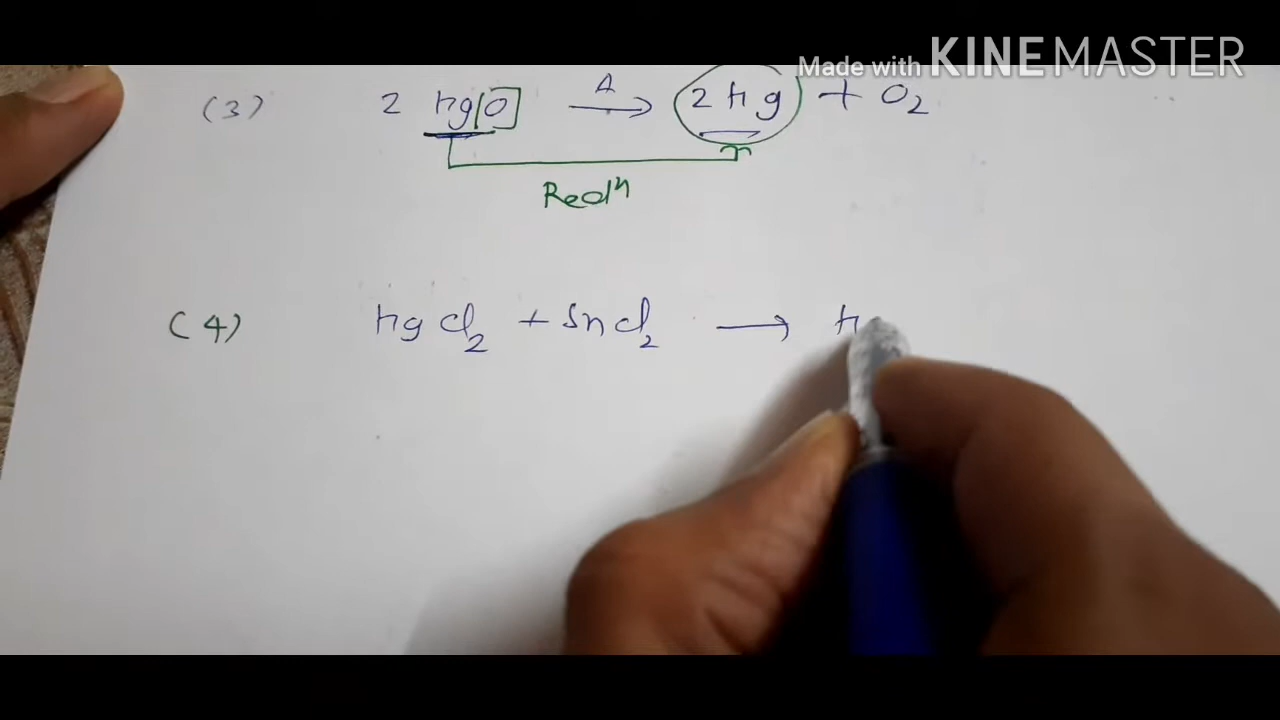 Made with KINEMASTER
(3) 2 HgO Δ→ 2Hg + O₂
Redⁿ
(4) HgCl₂ + SnCl₂ → H